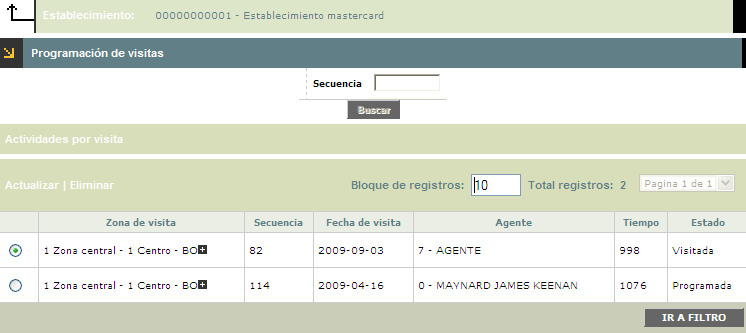 Establecimiento: 00000000001 - Establecimiento mastercard
Programación de visitas
Secuencia
Buscar
Actividades por visita
Actualizar | Eliminar Bloque de registros: 10 Total registros: 2 Pagina 1 de 1
Zona de visita Secuencia Fecha de visita Agente Tiempo Estado
1 Zona central - 1 Centro - BO 82 2009-09-03 7 - AGENTE 998 Visitada
1 Zona central - 1 Centro - BO 114 2009-04-16 0 - MAYNARD JAMES KEENAN 1076 Programada
IR A FILTRO